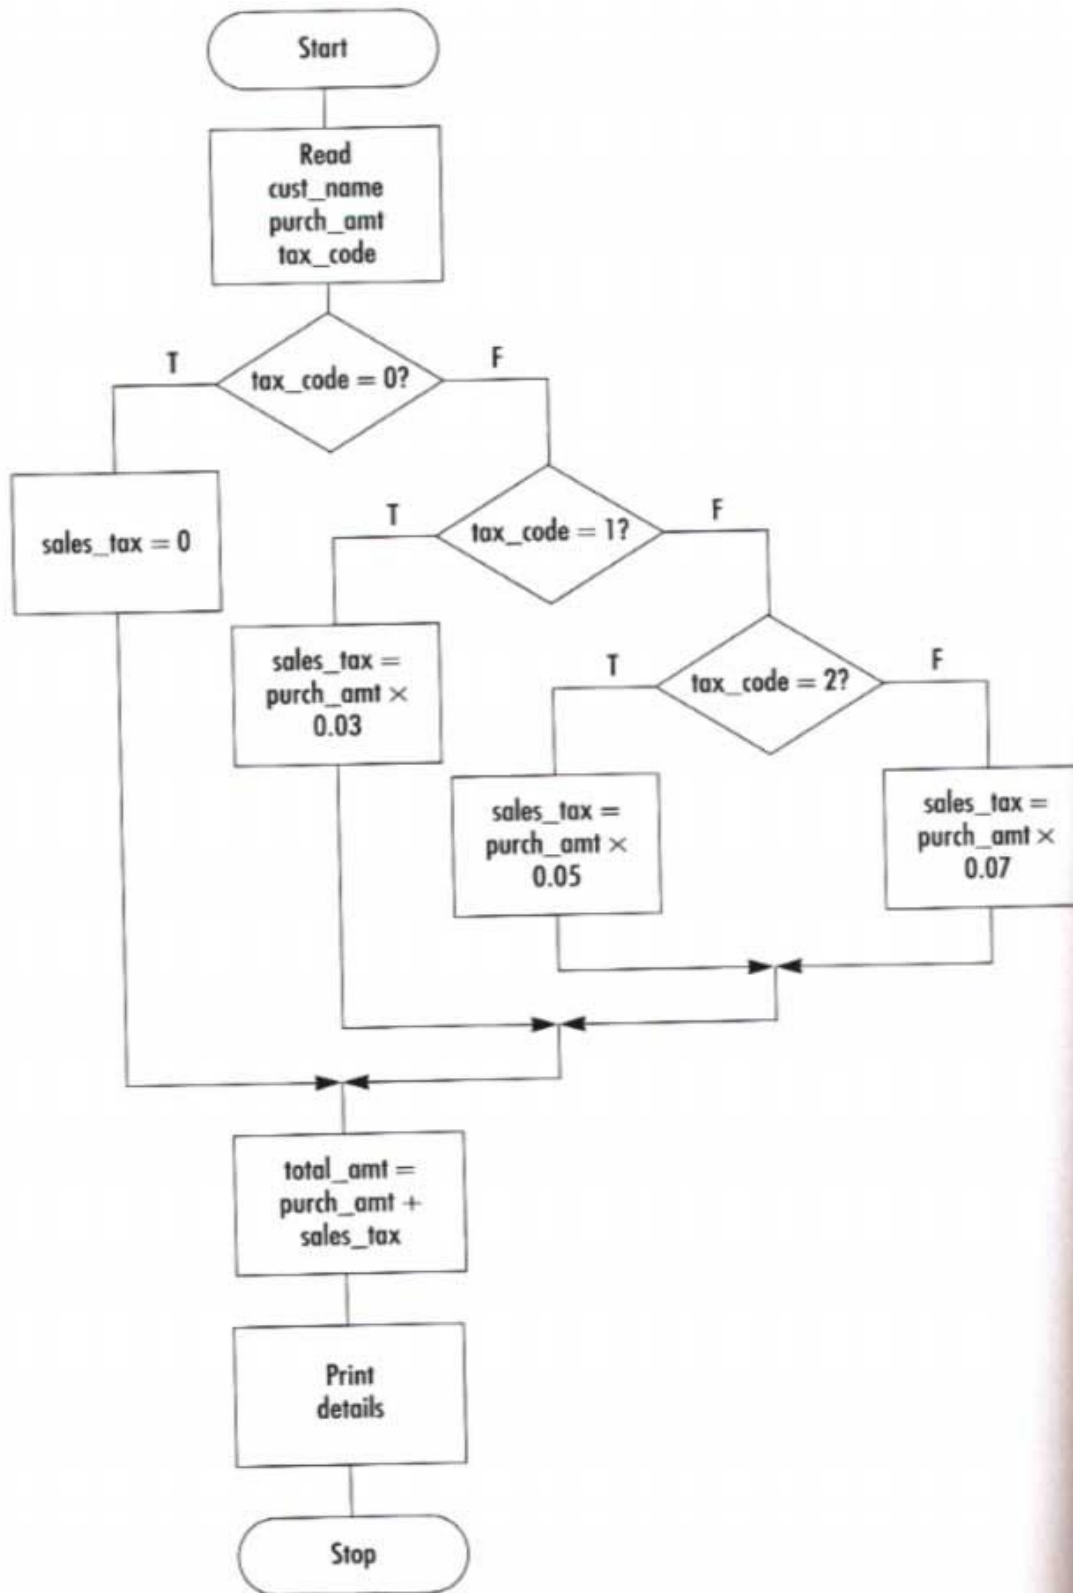 Start
Read
cust_name
purch_amt
tax_code
T
tax_code = 0?
F
sales_tax = 0
T
tax_code = 1?
F
sales_tax =
purch_amt ×
0.03
T
tax_code = 2?
F
sales_tax =
purch_amt ×
0.05
sales_tax =
purch_amt ×
0.07
total_amt =
purch_amt +
sales_tax
Print
details
Stop